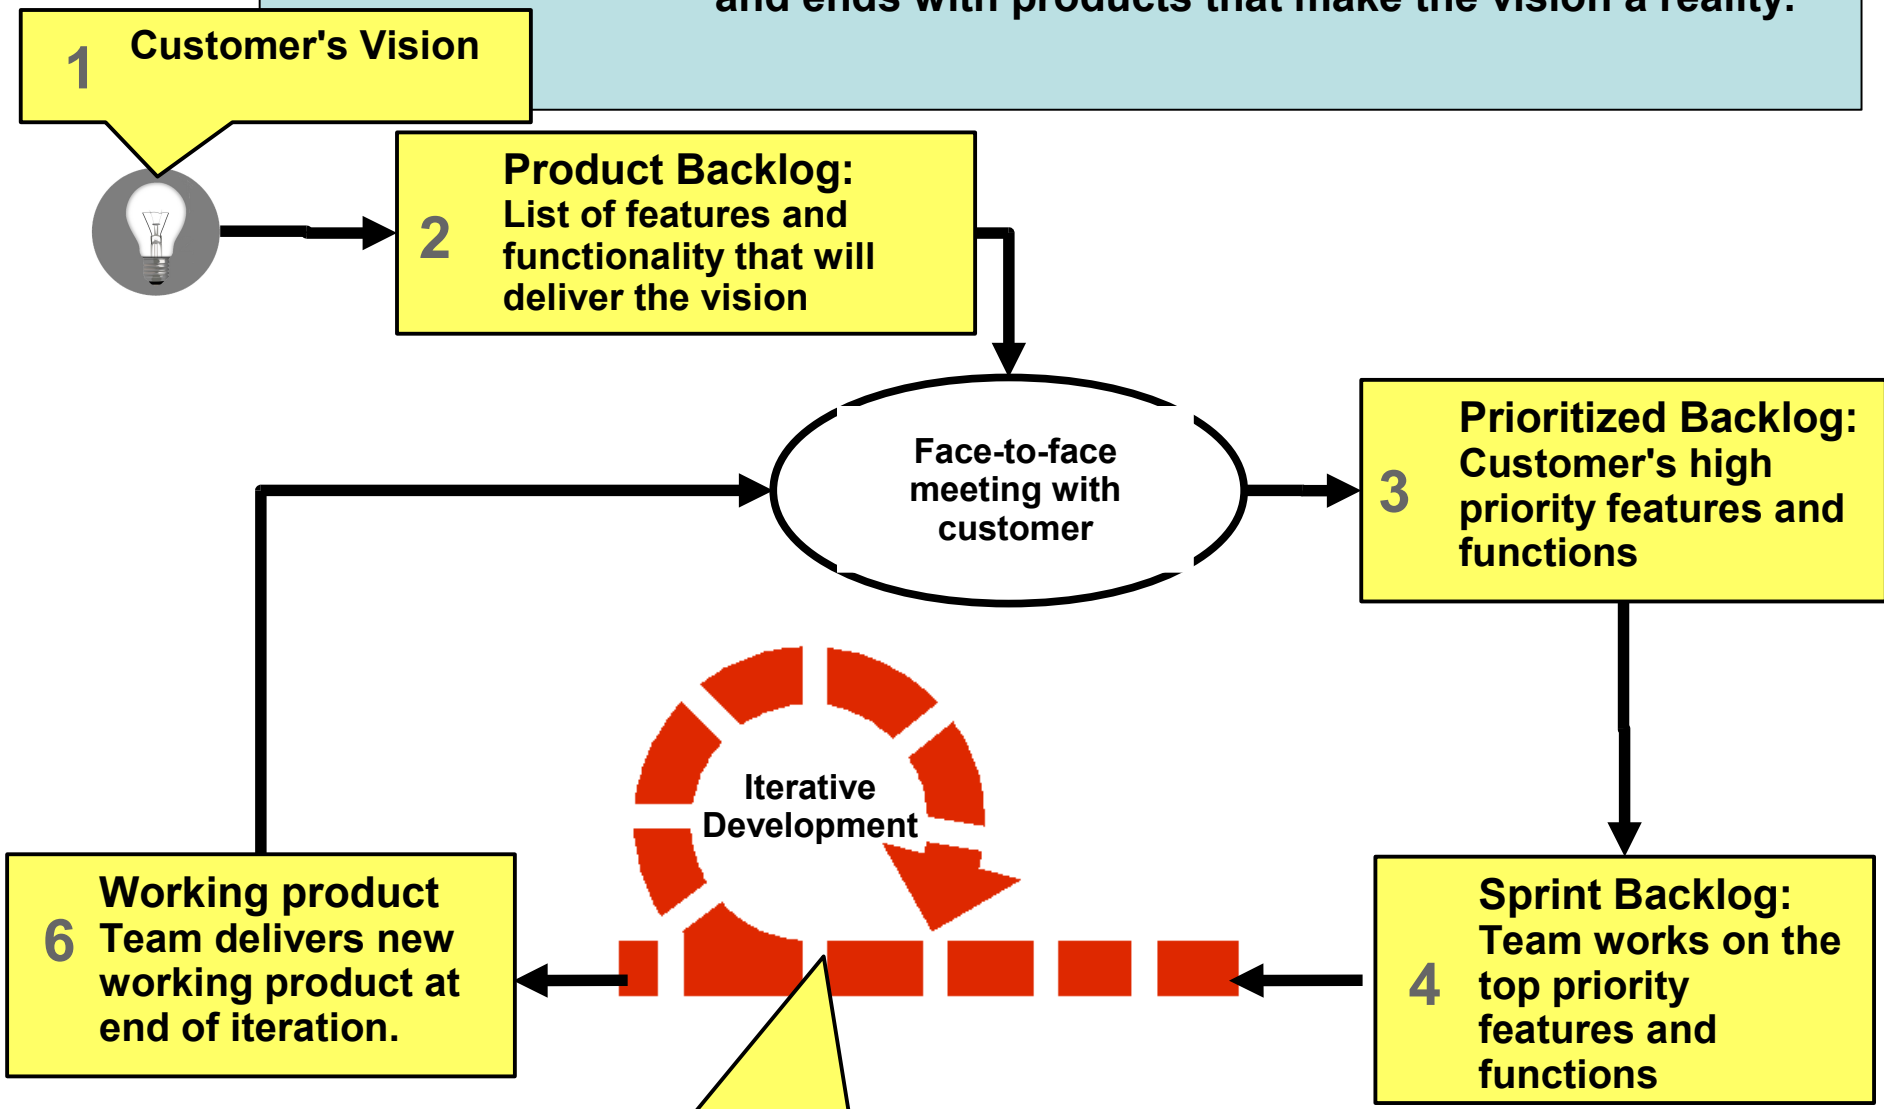 and ends with products that make the vision a reality.
1
Customer's Vision
2
Product Backlog:
List of features and
functionality that will
deliver the vision
Face-to-face
meeting with
customer
3
Prioritized Backlog:
Customer's high
priority features and
functions
Iterative
Development
4
Sprint Backlog:
Team works on the
top priority
features and
functions
6
Working product
Team delivers new
working product at
end of iteration.